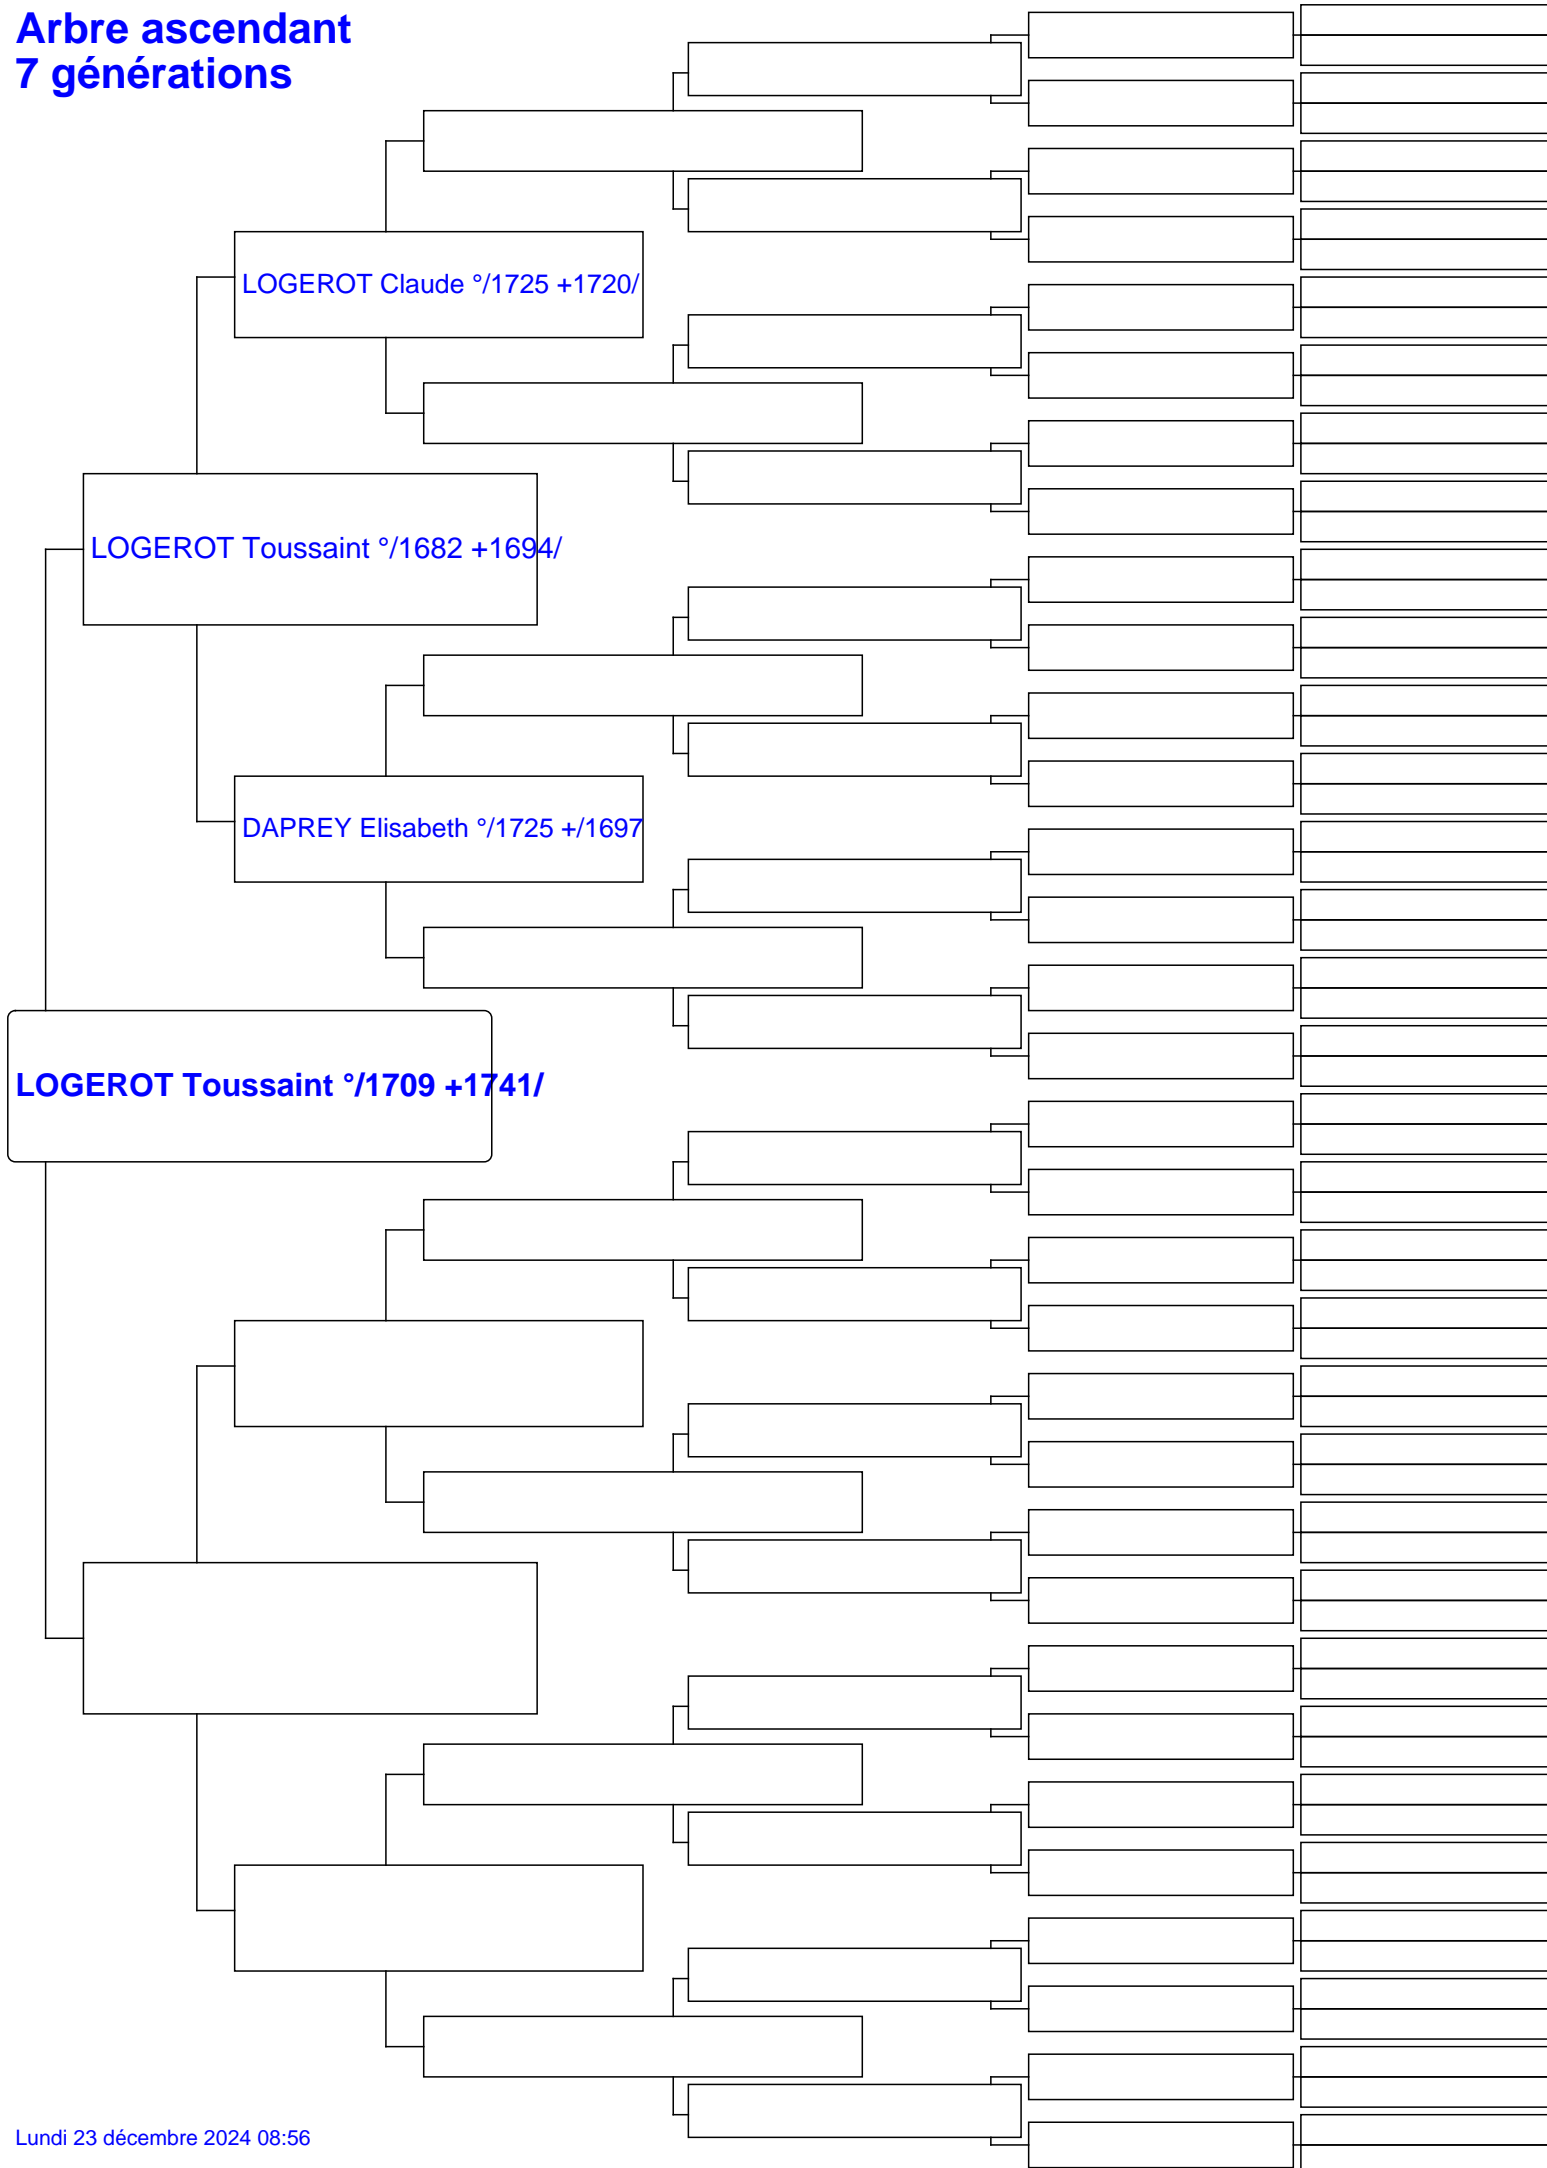 Arbre ascendant
7 générations
LOGEROT Claude °/1725 +1720/
LOGEROT Toussaint °/1682 +1694/
DAPREY Elisabeth °/1725 +/1697
LOGEROT Toussaint °/1709 +1741/
Lundi 23 décembre 2024 08:56